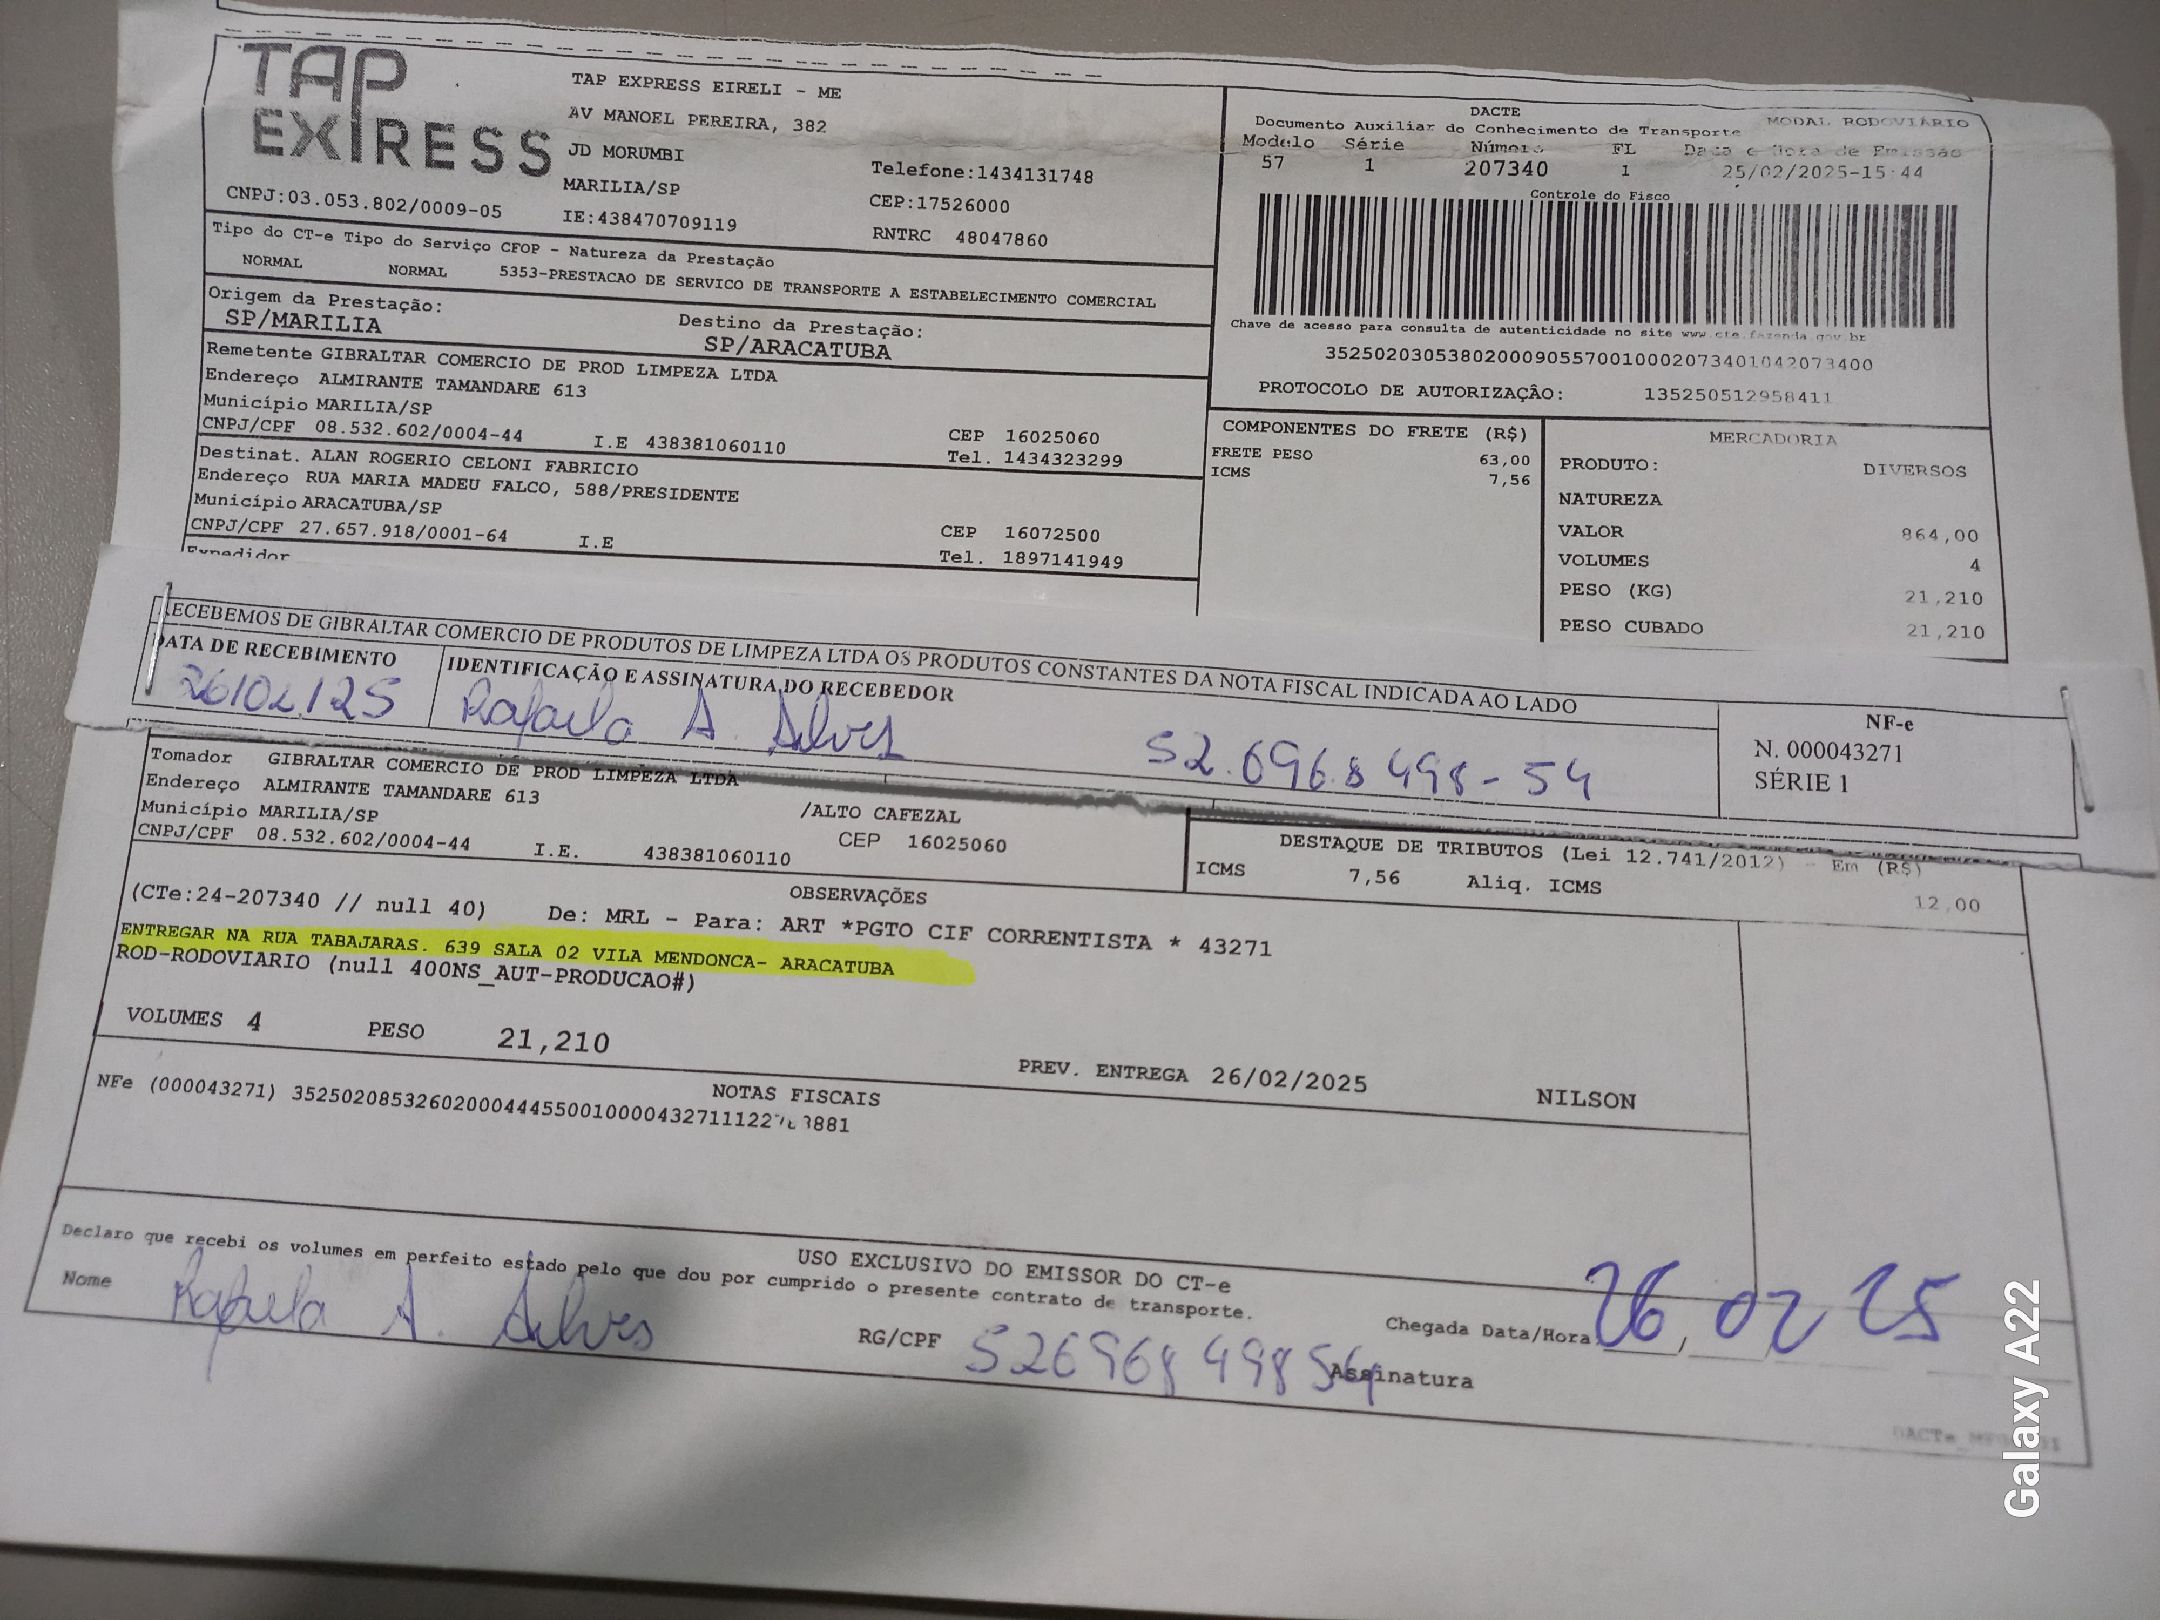 TAP
EXPRESS
TAP EXPRESS EIRELI - ME
AV MANOEL PEREIRA, 382
JD MORUMBI
MARILIA/SP
Telefone:1434131748
CEP:17526000
CNPJ:03.053.802/0009-05
IE:438470709119
RNTRC 48047860
DACTE
MODAL RODOVIÁRIO
Documento Auxiliar do Conhecimento de Transporte
Modelo Série Número FL Data e Hora de Emissão
57 1 207340 1 25/02/2025-15:44
Controle do Fisco
Chave de acesso para consulta de autenticidade no site www.cte.fazenda.gov.br
35250203053802000905570010002073401042073400
PROTOCOLO DE AUTORIZAÇÃO: 135250512958411
Tipo do CT-e Tipo do Serviço CFOP - Natureza da Prestação
NORMAL NORMAL 5353-PRESTACAO DE SERVICO DE TRANSPORTE A ESTABELECIMENTO COMERCIAL
Origem da Prestação:
SP/MARILIA
Destino da Prestação:
SP/ARACATUBA
Remetente GIBRALTAR COMERCIO DE PROD LIMPEZA LTDA
Endereço ALMIRANTE TAMANDARE 613
Município MARILIA/SP
CNPJ/CPF 08.532.602/0004-44 I.E 438381060110
CEP 16025060
Tel. 1434323299
Destinat. ALAN ROGERIO CELONI FABRICIO
Endereço RUA MARIA MADEU FALCO, 588/PRESIDENTE
Município ARACATUBA/SP
CNPJ/CPF 27.657.918/0001-64 I.E
CEP 16072500
Tel. 1897141949
Expedidor
COMPONENTES DO FRETE (R$)
FRETE PESO 63,00
ICMS 7,56
MERCADORIA
PRODUTO: DIVERSOS
NATUREZA
VALOR 864,00
VOLUMES 4
PESO (KG) 21,210
PESO CUBADO 21,210
RECEBEMOS DE GIBRALTAR COMERCIO DE PRODUTOS DE LIMPEZA LTDA OS PRODUTOS CONSTANTES DA NOTA FISCAL INDICADA AO LADO
DATA DE RECEBIMENTO
26/02/25
IDENTIFICAÇÃO E ASSINATURA DO RECEBEDOR
Rafaela A. Alves 52.696.8 498-54
NF-e
N. 000043271
SÉRIE 1
Tomador GIBRALTAR COMERCIO DE PROD LIMPEZA LTDA
Endereço ALMIRANTE TAMANDARE 613 /ALTO CAFEZAL
Município MARILIA/SP CEP 16025060
CNPJ/CPF 08.532.602/0004-44 I.E. 438381060110
DESTAQUE DE TRIBUTOS (Lei 12.741/2012) - Em (R$)
ICMS 7,56 Aliq. ICMS 12,00
OBSERVAÇÕES
(CTe:24-207340 // null 40) De: MRL - Para: ART *PGTO CIF CORRENTISTA * 43271
ENTREGAR NA RUA TABAJARAS. 639 SALA 02 VILA MENDONCA- ARACATUBA
ROD-RODOVIARIO (null 400NS_AUT-PRODUCAO#)
VOLUMES 4 PESO 21,210
PREV. ENTREGA 26/02/2025 NILSON
NOTAS FISCAIS
NFe (000043271)
USO EXCLUSIVO DO EMISSOR DO CT-e
Declaro que recebi os volumes em perfeito estado pelo que dou por cumprido o presente contrato de transporte.
Nome Rafaela A. Alves
RG/CPF 526968 498 54
Chegada Data/Hora 26, 02 25
Assinatura
Galaxy A22